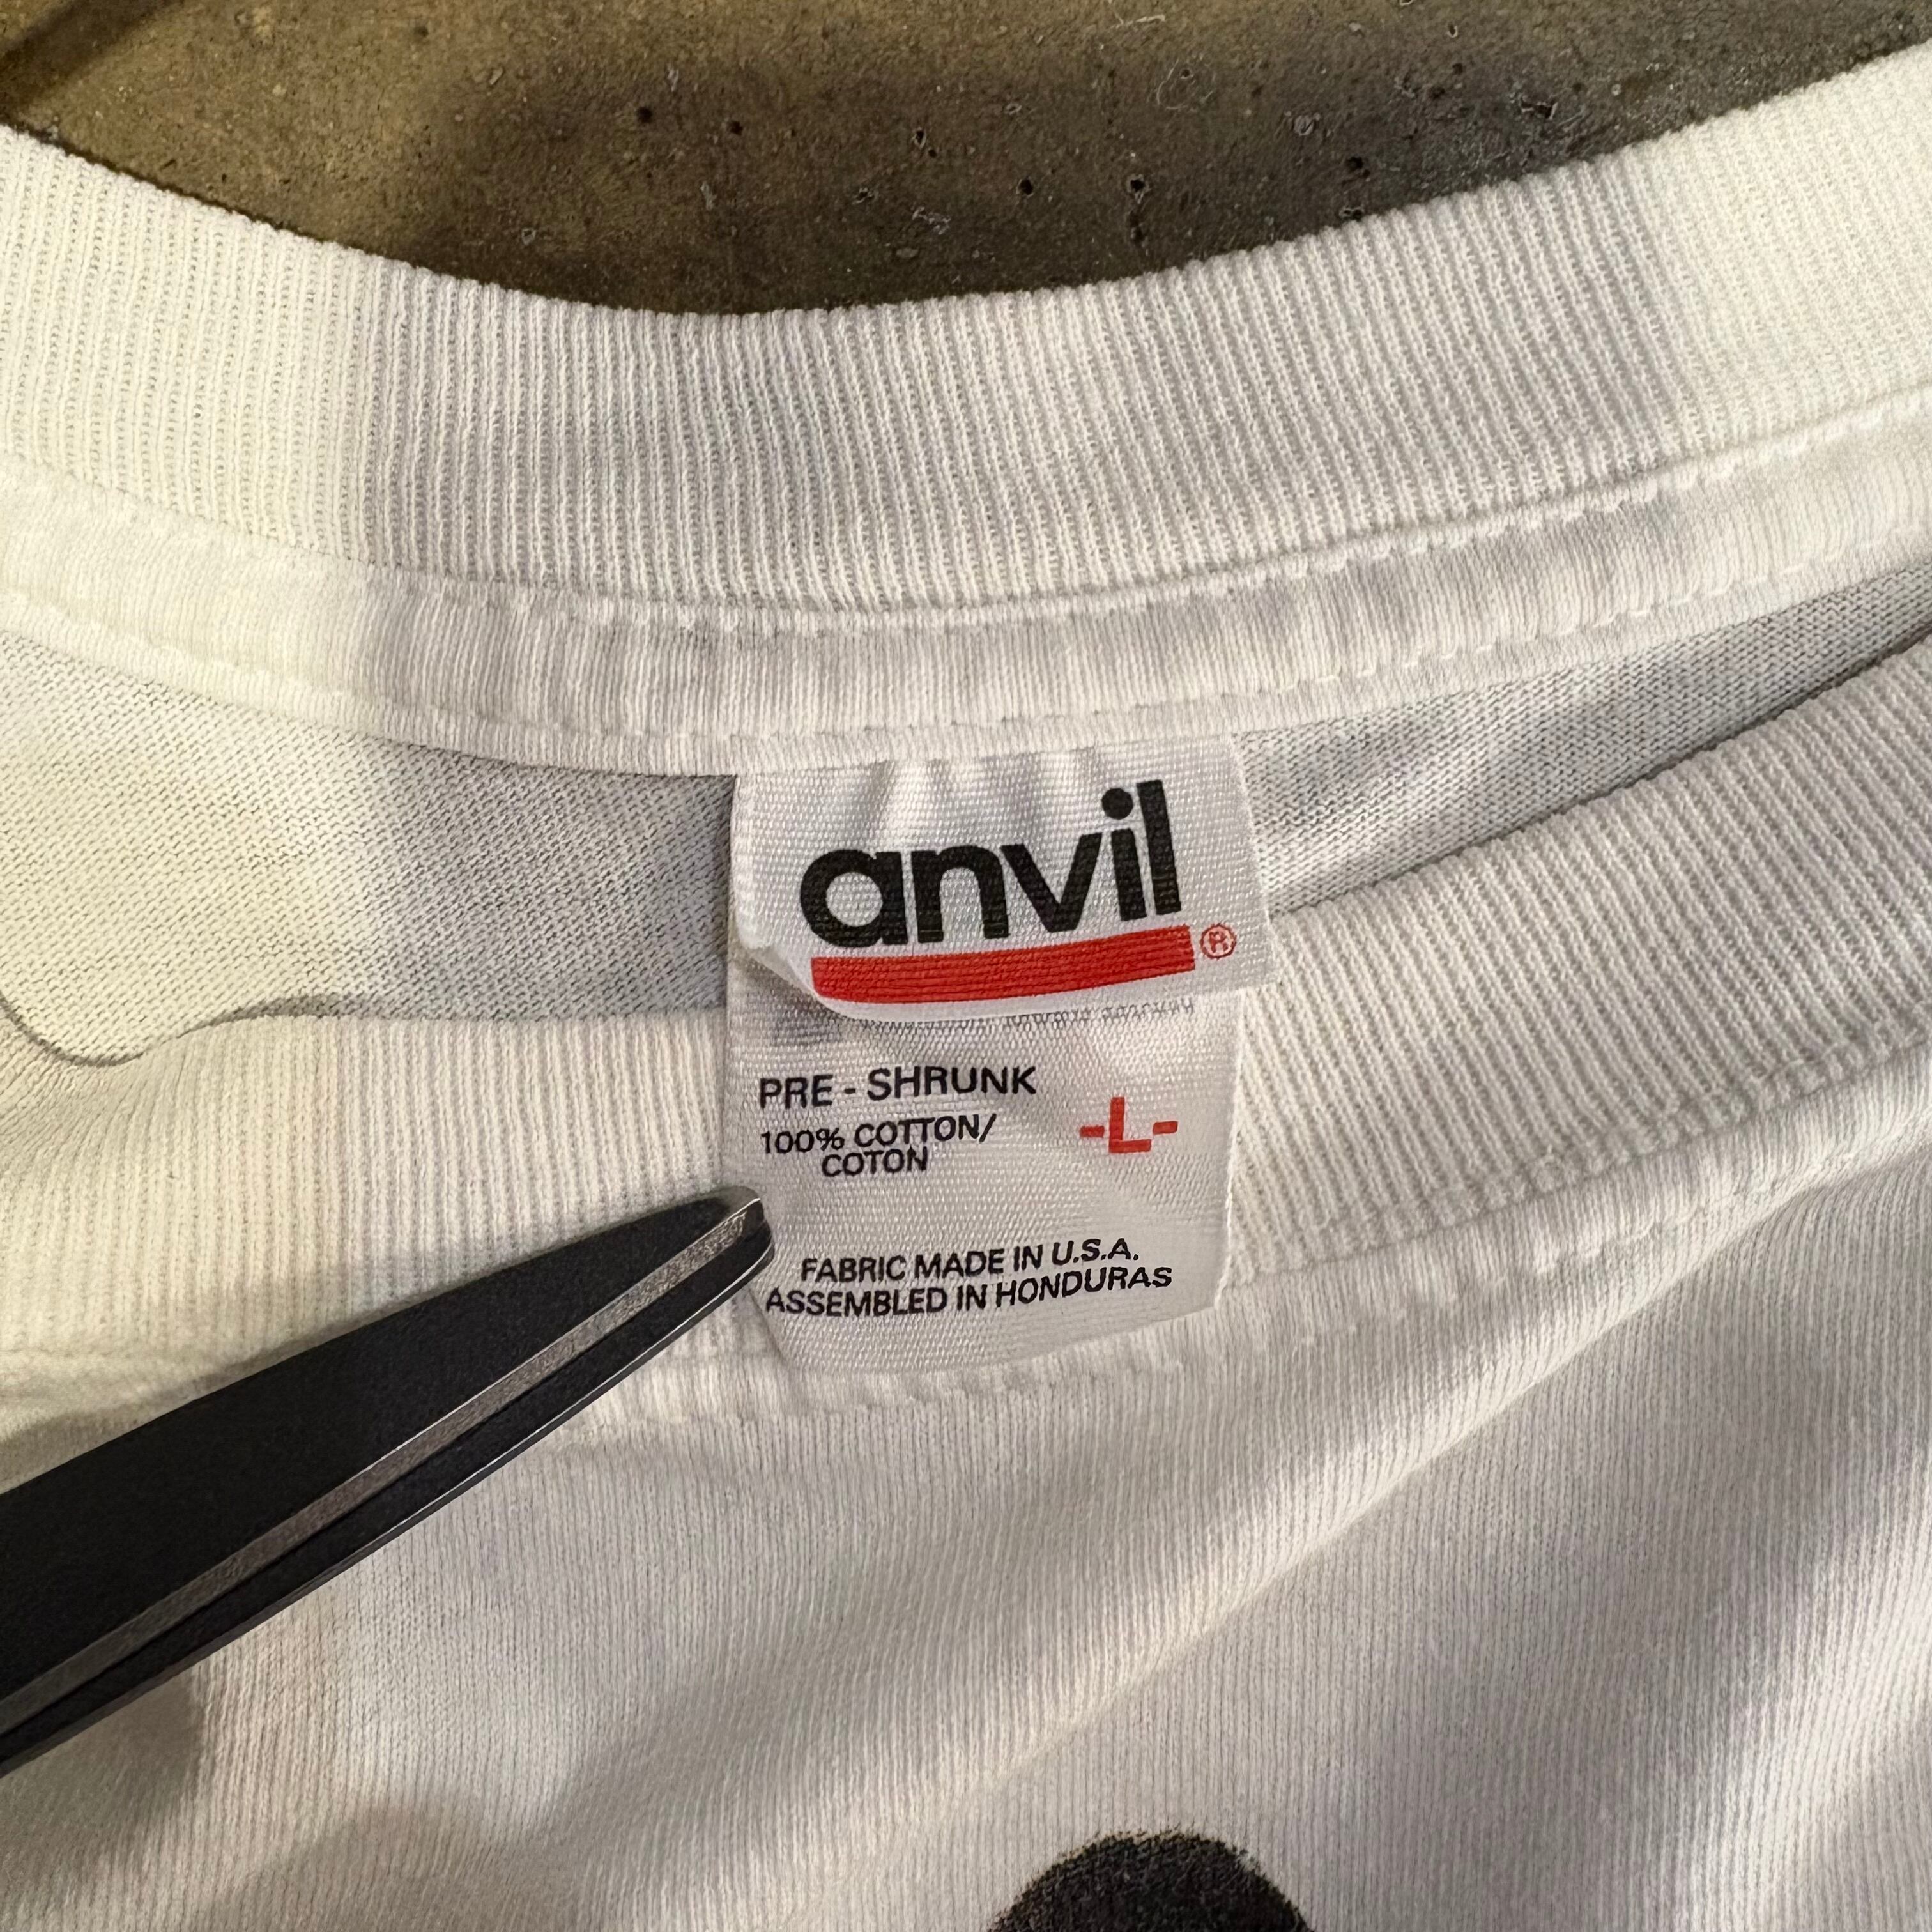 anvil
®
PRE - SHRUNK
100% COTTON/
COTON
-L-
FABRIC MADE IN U.S.A.
ASSEMBLED IN HONDURAS